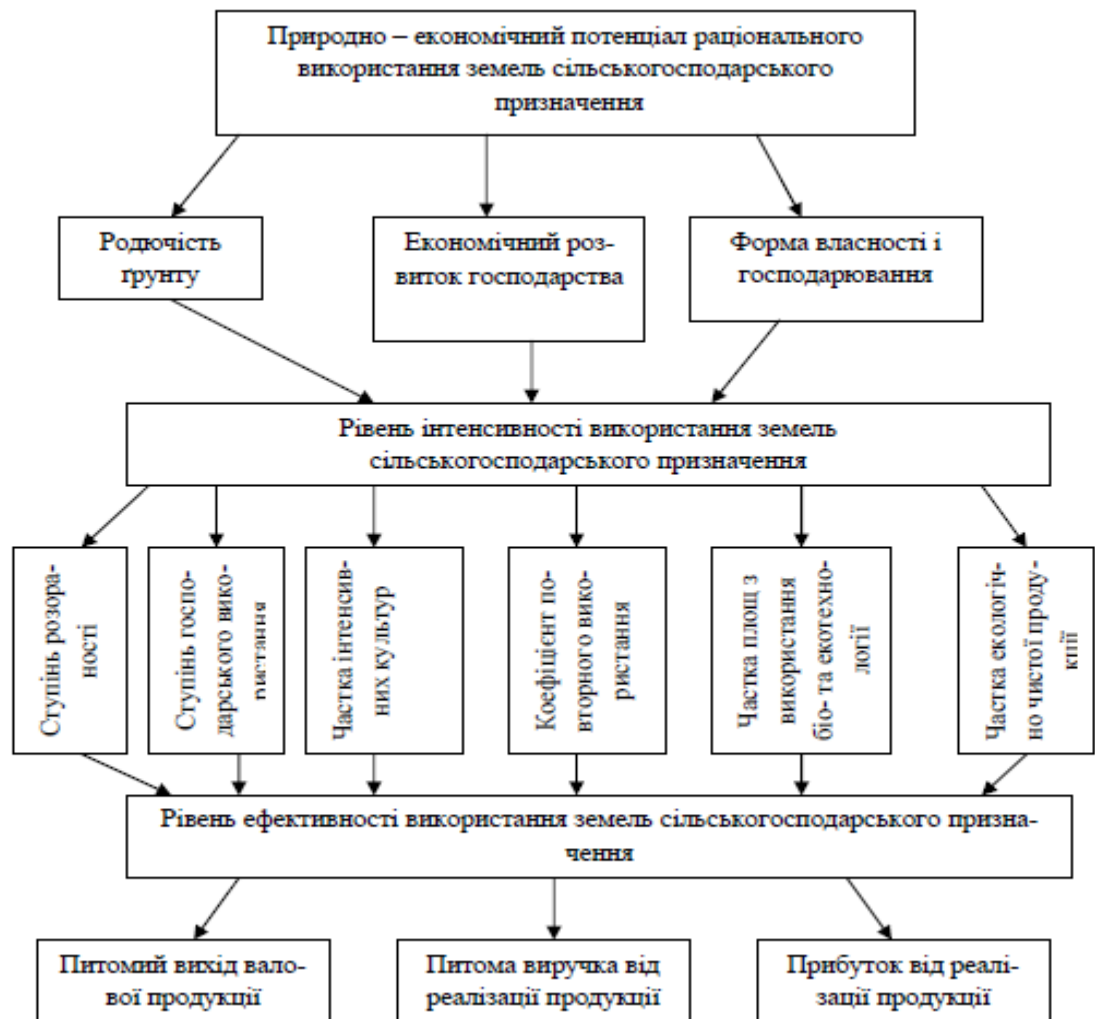 Природно – економічний потенціал раціонального
використання земель сільськогосподарського
призначення
Родючість
ґрунту
Економічний роз-
виток господарства
Форма власності і
господарювання
Рівень інтенсивності використання земель
сільськогосподарського призначення
Ступінь розора-
ності
Ступінь госпо-
дарського вико-
ристання
Частка інтенсив-
них культур
Коефіцієнт по-
вторного вико-
ристання
Частка площ з
використання
біо- та екотехно-
логії
Частка екологіч-
но чистої проду-
кції
Рівень ефективності використання земель сільськогосподарського призна-
чення
Питомий вихід вало-
вої продукції
Питома виручка від
реалізації продукції
Прибуток від реалі-
зації продукції